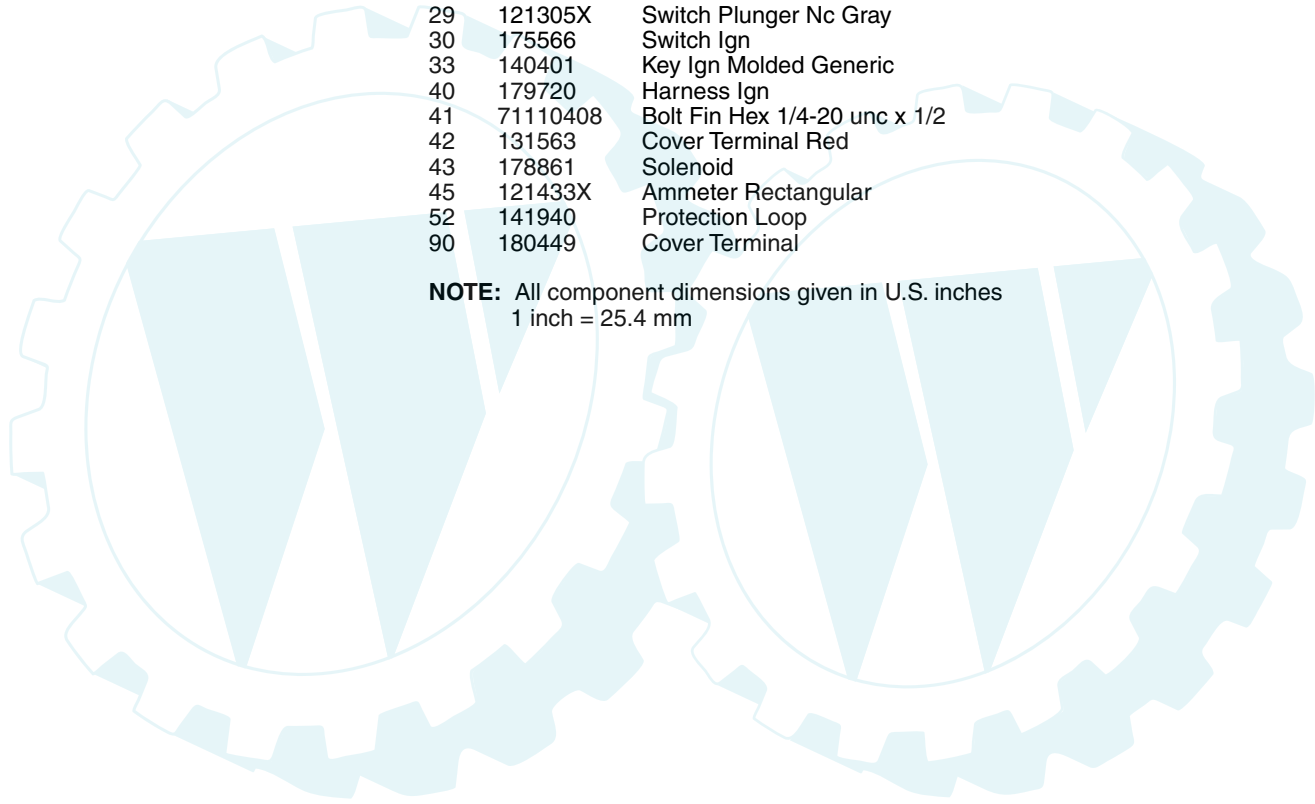 29 121305X Switch Plunger Nc Gray
30 175566 Switch Ign
33 140401 Key Ign Molded Generic
40 179720 Harness Ign
41 71110408 Bolt Fin Hex 1/4-20 unc x 1/2
42 131563 Cover Terminal Red
43 178861 Solenoid
45 121433X Ammeter Rectangular
52 141940 Protection Loop
90 180449 Cover Terminal
NOTE: All component dimensions given in U.S. inches
1 inch = 25.4 mm